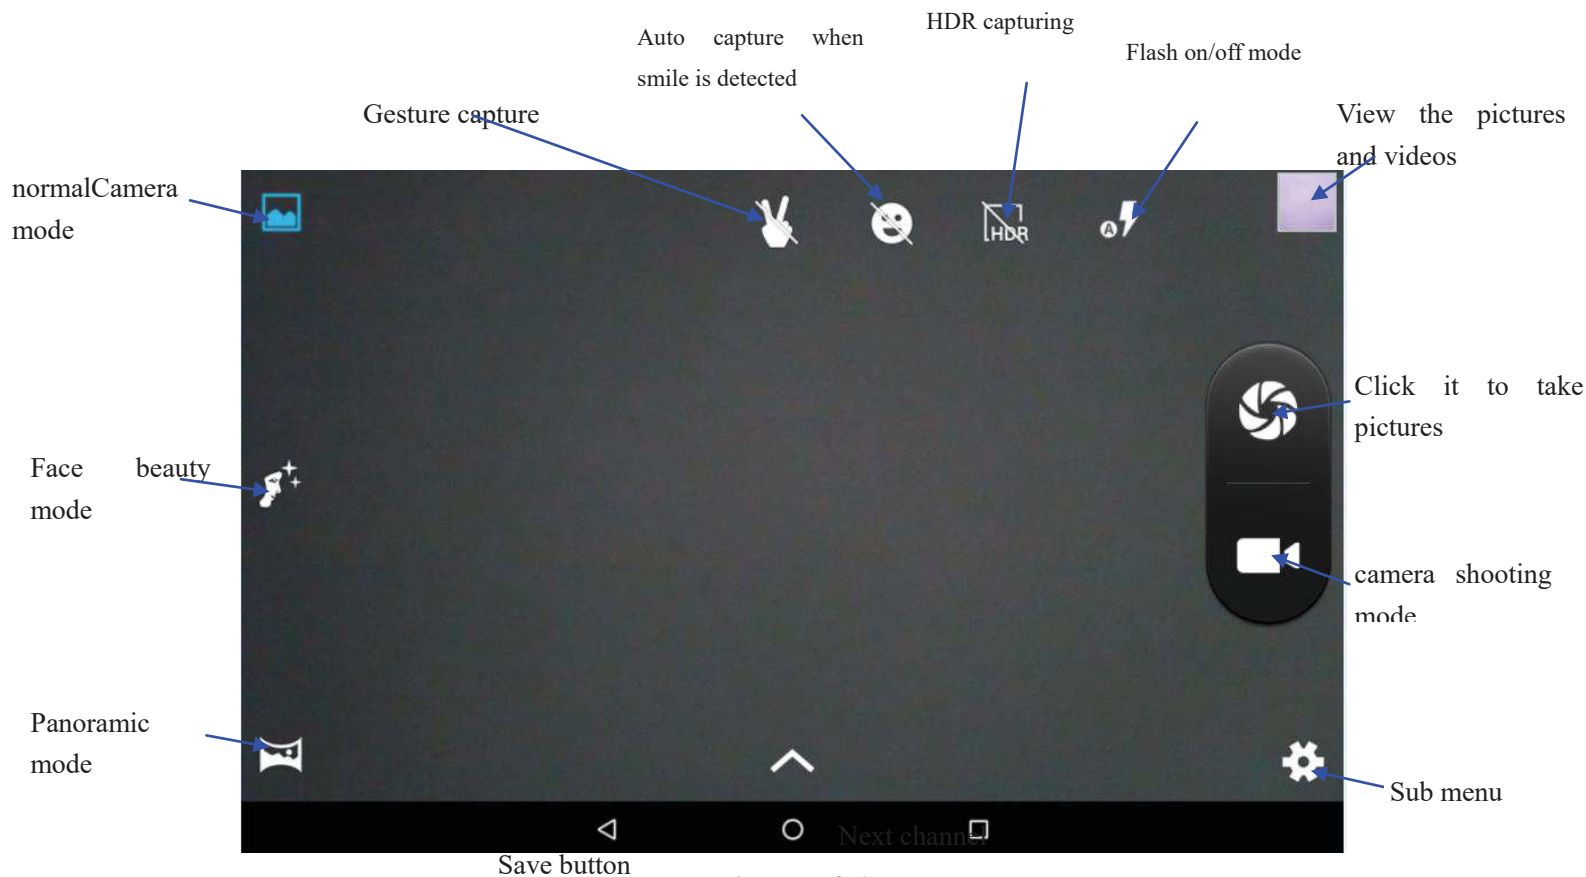 HDR capturing
Auto capture when
smile is detected
Flash on/off mode
Gesture capture
View the pictures
and videos
normalCamera
mode
HDR
A
Click it to take
pictures
Face beauty
mode
camera shooting
mode
Panoramic
mode
Sub menu
Next channel
Save button